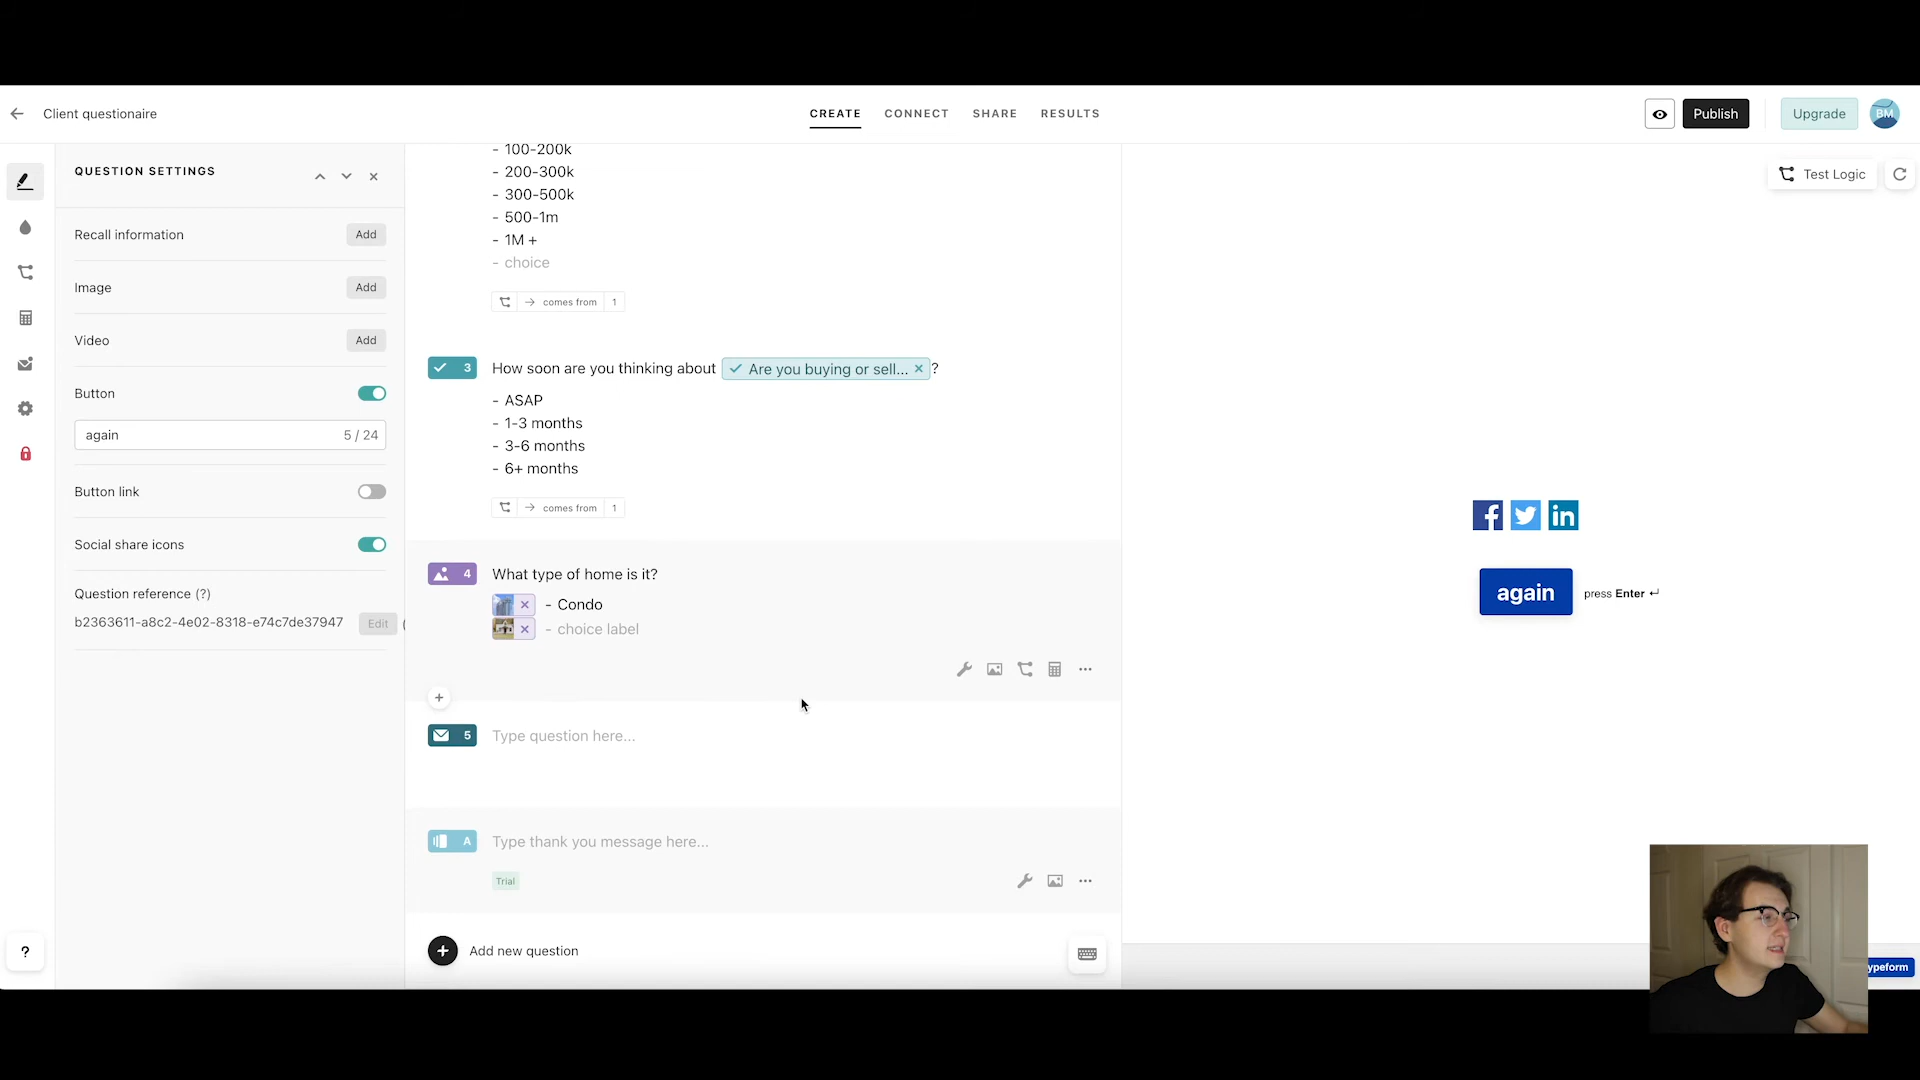 Client questionaire
CREATE
CONNECT
SHARE
RESULTS
Publish
Upgrade
BM
QUESTION SETTINGS
Recall information
Add
Image
Add
Video
Add
Button
again
5 / 24
Button link
Social share icons
Question reference (?)
b2363611-a8c2-4e02-8318-e74c7de37947
Edit
- 100-200k
- 200-300k
- 300-500k
- 500-1m
- 1M +
- choice
comes from 1
3 How soon are you thinking about Are you buying or sell... × ?
- ASAP
- 1-3 months
- 3-6 months
- 6+ months
comes from 1
4 What type of home is it?
- Condo
- choice label
5 Type question here...
A Type thank you message here...
Trial
Add new question
?
Test Logic
f
in
again
press Enter ↵
ypeform